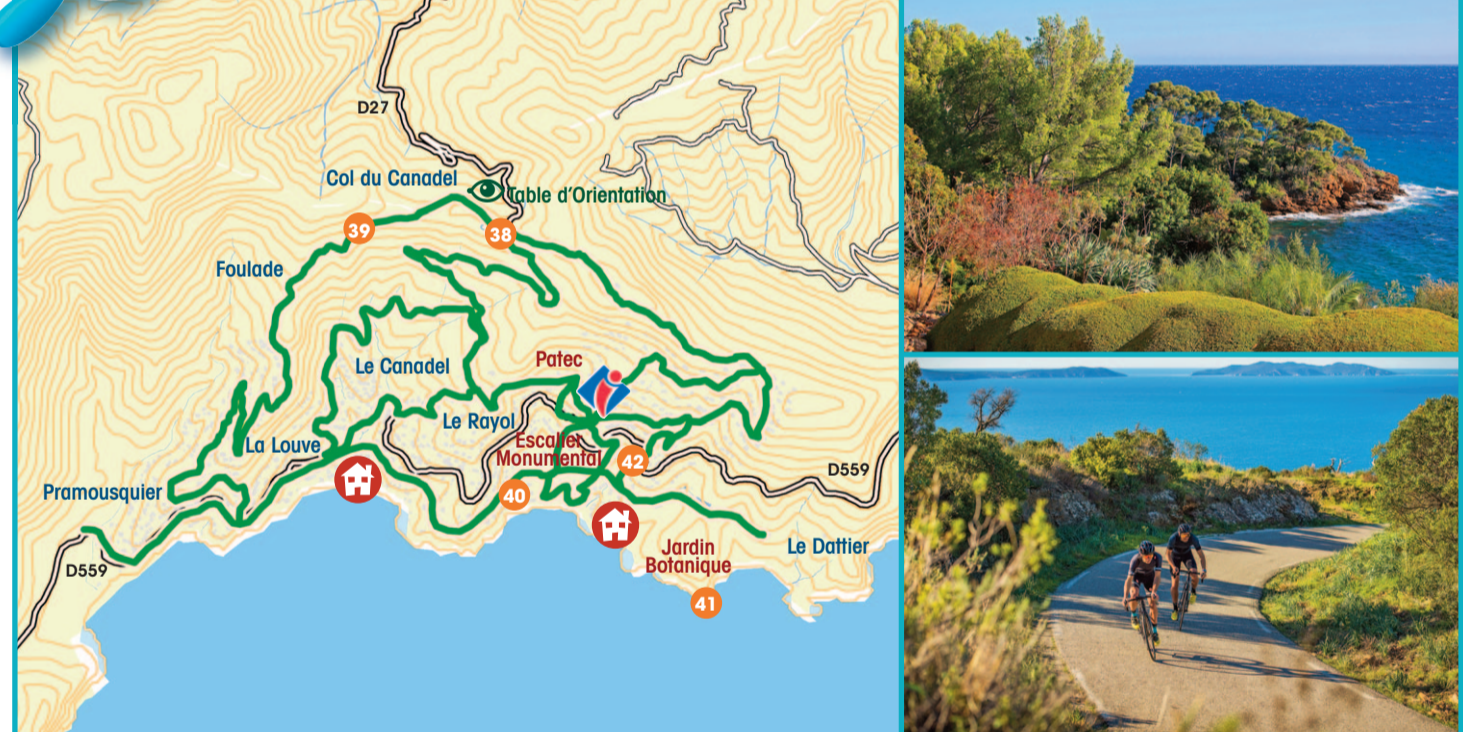 D27
Col du Canadel
Table d'Orientation
39
38
Foulade
Le Canadel
Patec
Le Rayol
La Louve
Escalier
Monumental
42
D559
Pramousquier
40
Jardin
Botanique
Le Dattier
D559
41